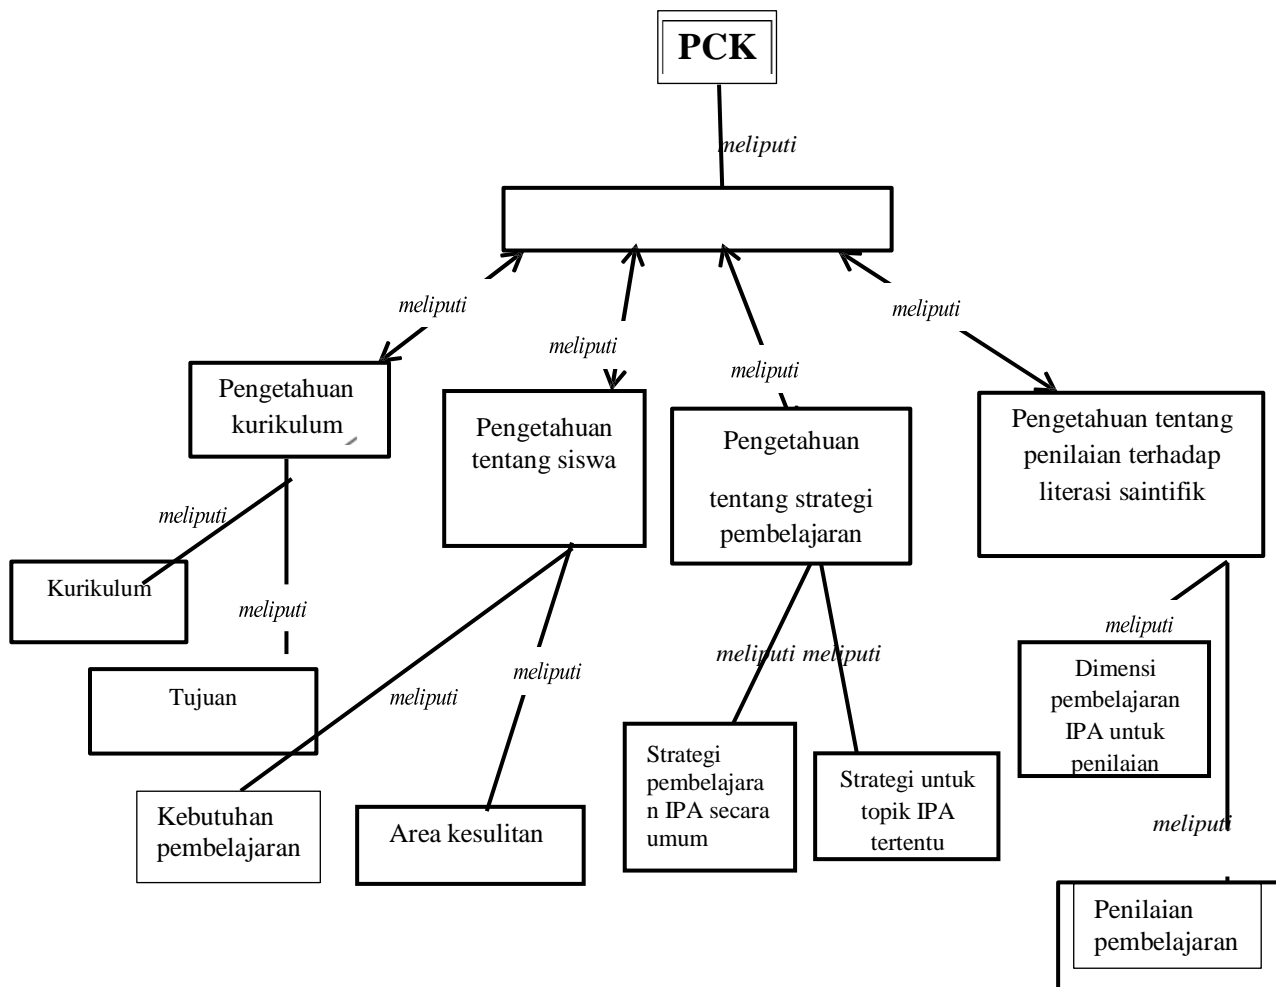 PCK
meliputi
meliputi
meliputi
meliputi
meliputi
Pengetahuan
kurikulum
Pengetahuan
tentang siswa
Pengetahuan
tentang strategi
pembelajaran
Pengetahuan tentang
penilaian terhadap
literasi saintifik
meliputi
meliputi
meliputi
meliputi
meliputi
meliputi
meliputi
meliputi
Kurikulum
Tujuan
Kebutuhan
pembelajaran
Area kesulitan
Strategi
pembelajara
n IPA secara
umum
Strategi untuk
topik IPA
tertentu
Dimensi
pembelajaran
IPA untuk
penilaian
Penilaian
pembelajaran